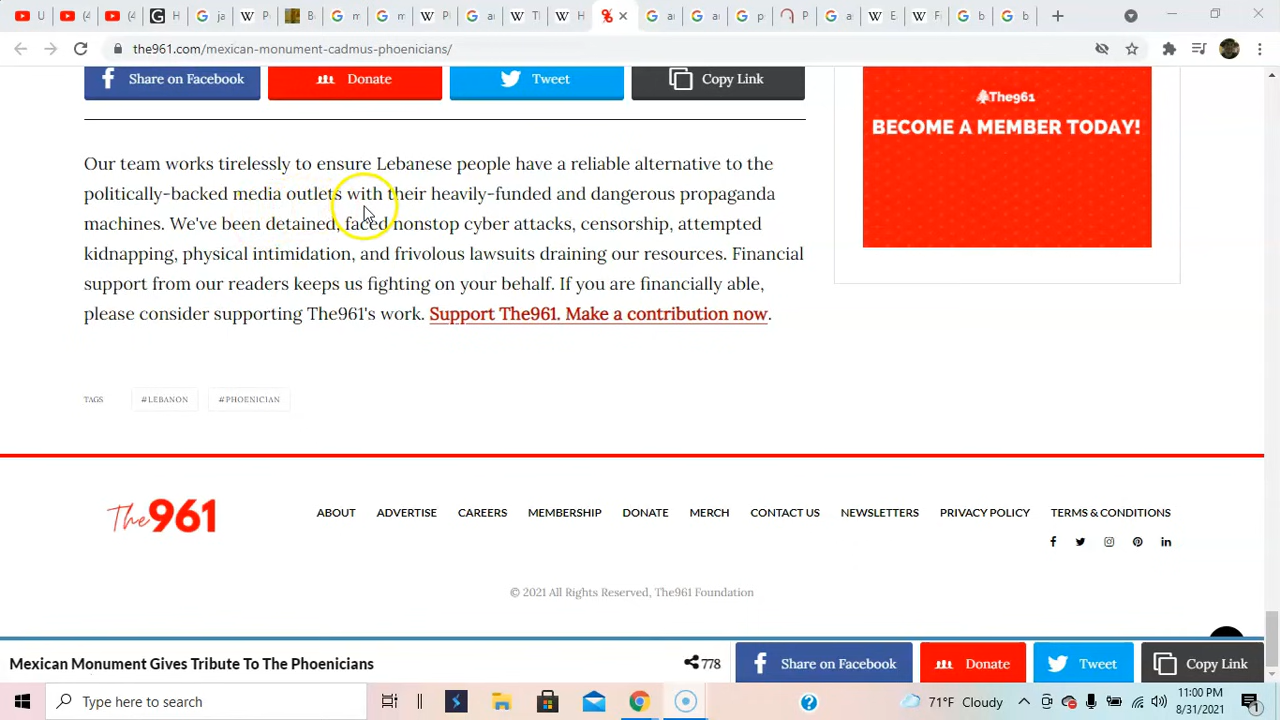 the961.com/mexican-monument-cadmus-phoenicians/
Share on Facebook
Donate
Tweet
Copy Link
The961
BECOME A MEMBER TODAY!
Our team works tirelessly to ensure Lebanese people have a reliable alternative to the
politically-backed media outlets with their heavily-funded and dangerous propaganda
machines. We've been detained, faced nonstop cyber attacks, censorship, attempted
kidnapping, physical intimidation, and frivolous lawsuits draining our resources. Financial
support from our readers keeps us fighting on your behalf. If you are financially able,
please consider supporting The961's work. Support The961. Make a contribution now.
TAGS #LEBANON #PHOENICIAN
The961
ABOUT ADVERTISE CAREERS MEMBERSHIP DONATE MERCH CONTACT US NEWSLETTERS PRIVACY POLICY TERMS & CONDITIONS
© 2021 All Rights Reserved, The961 Foundation
Mexican Monument Gives Tribute To The Phoenicians
778
Share on Facebook
Donate
Tweet
Copy Link
Type here to search
71°F Cloudy
11:00 PM
8/31/2021